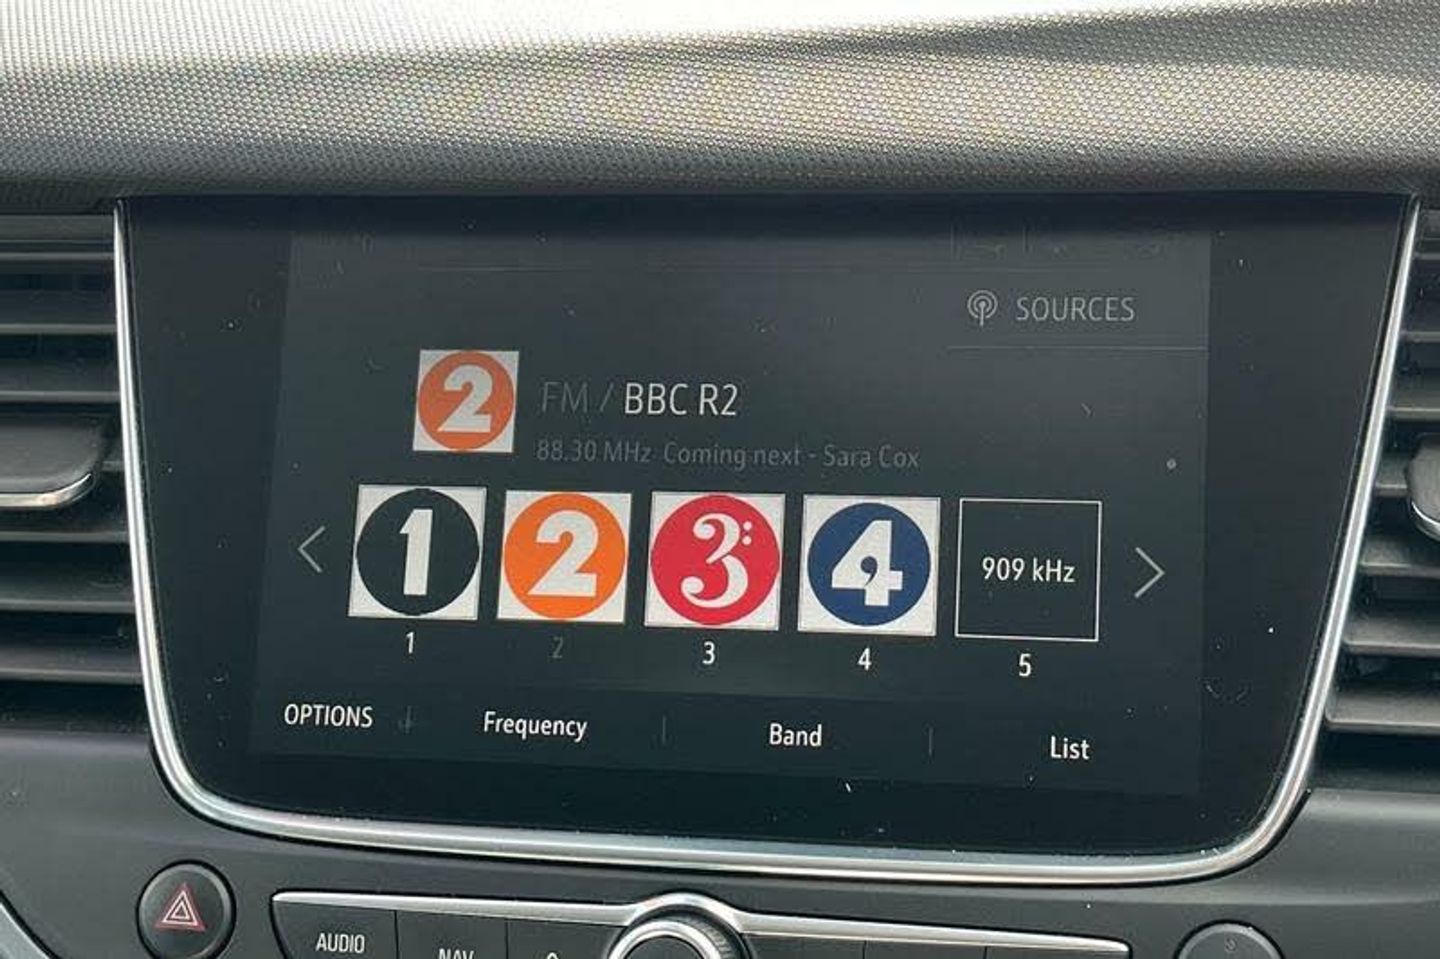 SOURCES
2 FM / BBC R2
88.30 MHz Coming next - Sara Cox
1 2 3 4 909 kHz
1 2 3 4 5
OPTIONS Frequency Band List
AUDIO NAV